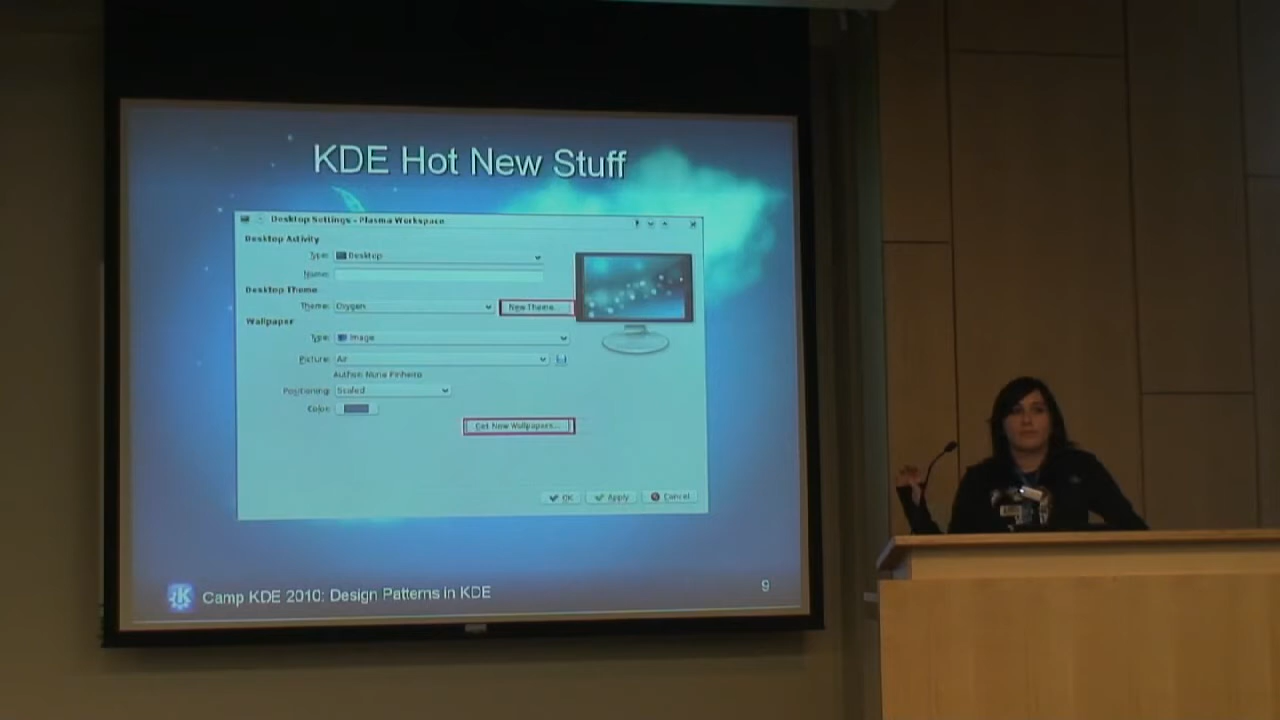 KDE Hot New Stuff
Desktop Settings - Plasma Workspace
Desktop Activity
Type: Desktop
Name:
Desktop Theme
Theme: Oxygen New Theme...
Wallpaper
Type: Image
Picture: Air
Author: Nuno Pinheiro
Positioning: Scaled
Color:
Get New Wallpapers...
OK Apply Cancel
Camp KDE 2010: Design Patterns in KDE
9